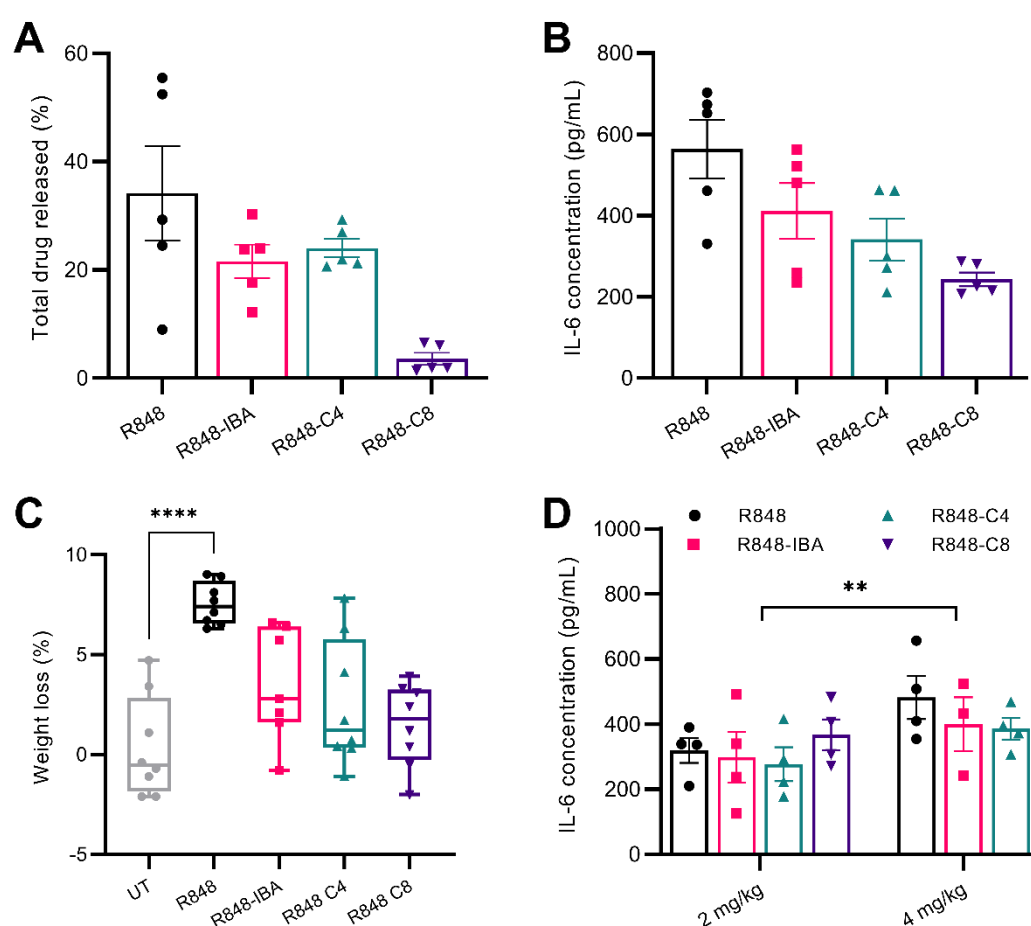 A
Total drug released (%)
60
40
20
0
R848
R848-IBA
R848-C4
R848-C8
B
IL-6 concentration (pg/mL)
800
600
400
200
0
R848
R848-IBA
R848-C4
R848-C8
C
Weight loss (%)
10
5
0
-5
****
UT
R848
R848-IBA
R848 C4
R848 C8
D
IL-6 concentration (pg/mL)
1000
800
600
400
200
0
R848
R848-IBA
R848-C4
R848-C8
**
2 mg/kg
4 mg/kg